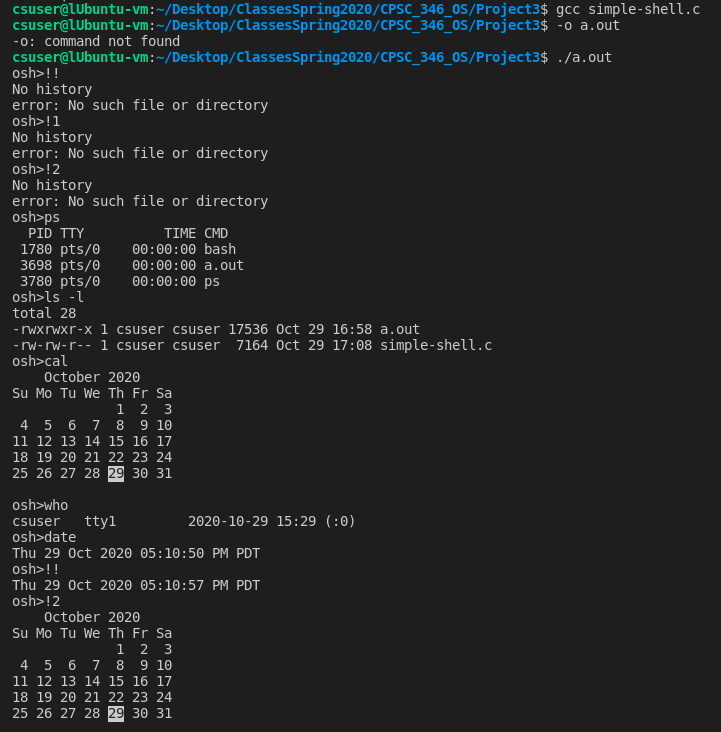 csuser@lUbuntu-vm:~/Desktop/ClassesSpring2020/CPSC_346_OS/Project3$ gcc simple-shell.c
csuser@lUbuntu-vm:~/Desktop/ClassesSpring2020/CPSC_346_OS/Project3$ -o a.out
-o: command not found
csuser@lUbuntu-vm:~/Desktop/ClassesSpring2020/CPSC_346_OS/Project3$ ./a.out
osh>!!
No history
error: No such file or directory
osh>!1
No history
error: No such file or directory
osh>!2
No history
error: No such file or directory
osh>ps
  PID TTY          TIME CMD
 1780 pts/0    00:00:00 bash
 3698 pts/0    00:00:00 a.out
 3780 pts/0    00:00:00 ps
osh>ls -l
total 28
-rwxrwxr-x 1 csuser csuser 17536 Oct 29 16:58 a.out
-rw-rw-r-- 1 csuser csuser  7164 Oct 29 17:08 simple-shell.c
osh>cal
    October 2020
Su Mo Tu We Th Fr Sa
             1  2  3
 4  5  6  7  8  9 10
11 12 13 14 15 16 17
18 19 20 21 22 23 24
25 26 27 28 29 30 31

osh>who
csuser   tty1         2020-10-29 15:29 (:0)
osh>date
Thu 29 Oct 2020 05:10:50 PM PDT
osh>!!
Thu 29 Oct 2020 05:10:57 PM PDT
osh>!2
    October 2020
Su Mo Tu We Th Fr Sa
             1  2  3
 4  5  6  7  8  9 10
11 12 13 14 15 16 17
18 19 20 21 22 23 24
25 26 27 28 29 30 31